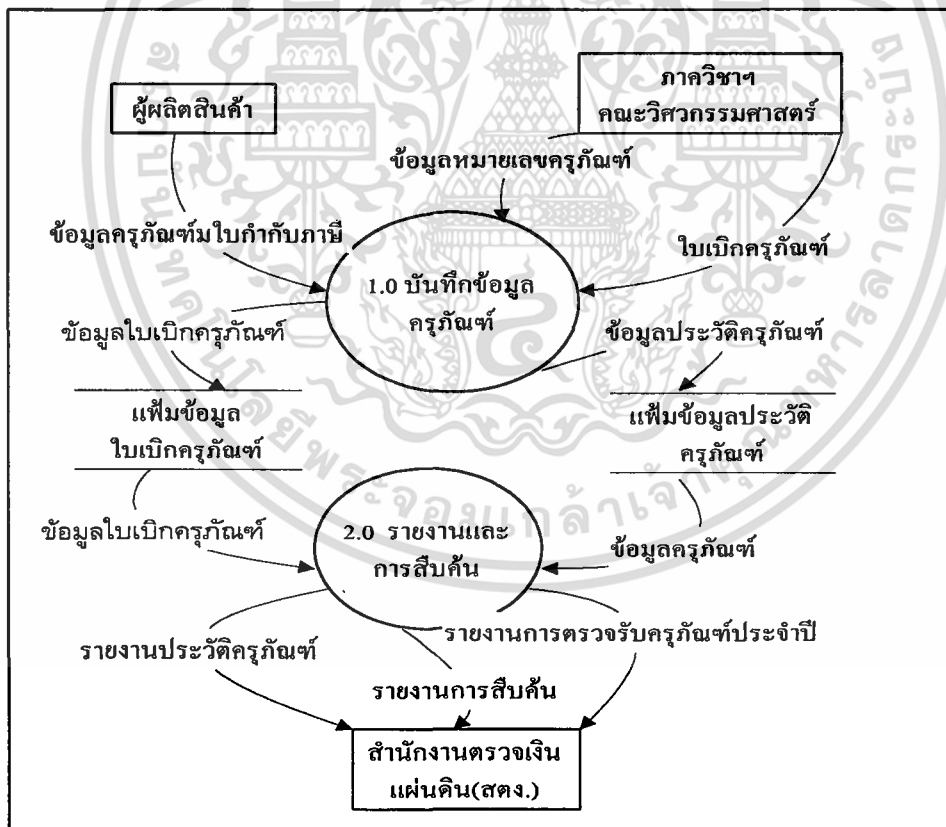 ผู้ผลิตสินค้า
ภาควิชาฯ
คณะวิศวกรรมศาสตร์
ข้อมูลหมายเลขครุภัณฑ์
ข้อมูลครุภัณฑ์มใบกำกับภาษี
ใบเบิกครุภัณฑ์
1.0 บันทึกข้อมูล
ครุภัณฑ์
ข้อมูลใบเบิกครุภัณฑ์
ข้อมูลประวัติครุภัณฑ์
แฟ้มข้อมูล
ใบเบิกครุภัณฑ์
แฟ้มข้อมูลประวัติ
ครุภัณฑ์
ข้อมูลใบเบิกครุภัณฑ์
2.0 รายงานและ
การสืบค้น
ข้อมูลครุภัณฑ์
รายงานประวัติครุภัณฑ์
รายงานการตรวจรับครุภัณฑ์ประจำปี
รายงานการสืบค้น
สำนักงานตรวจเงิน
แผ่นดิน(สตง.)